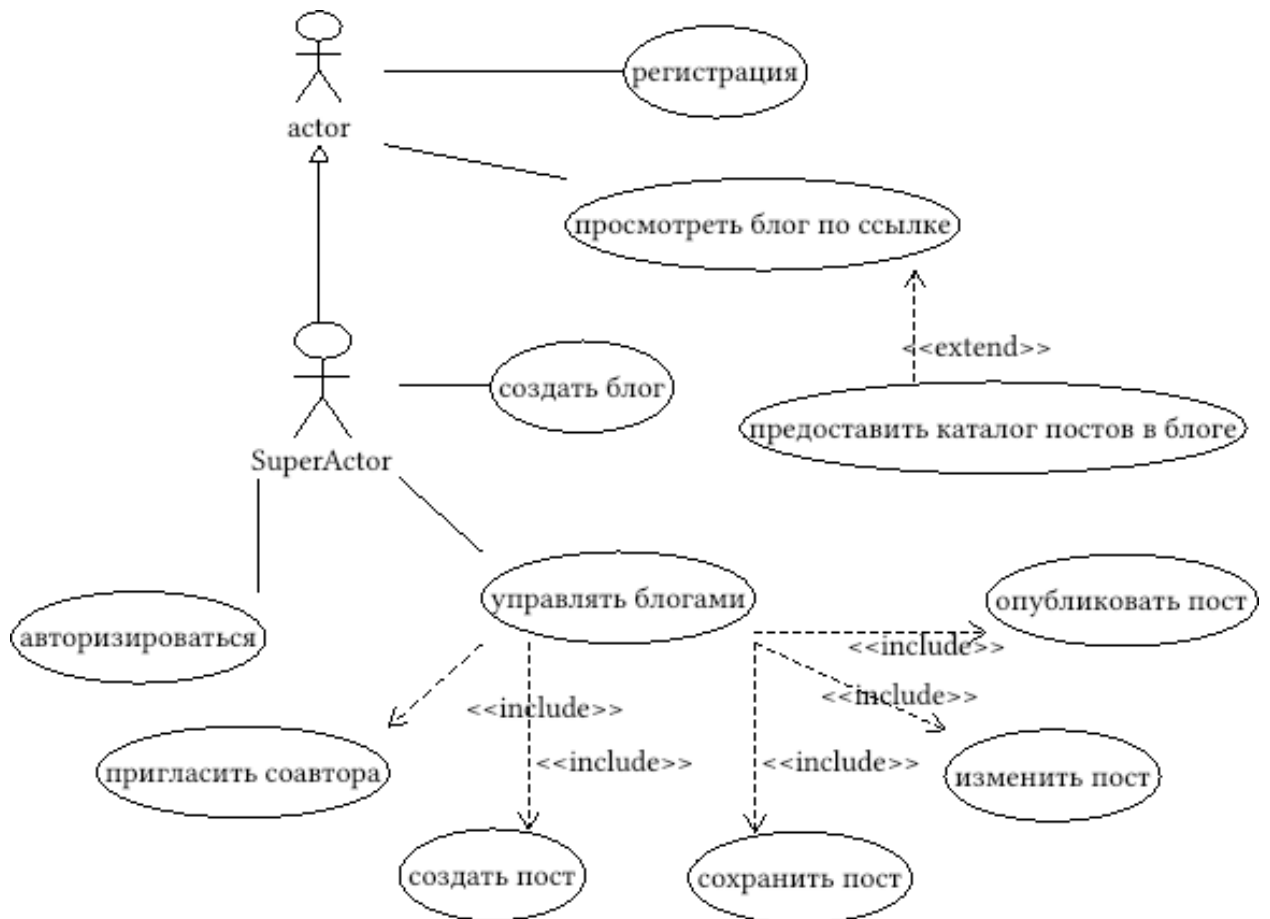 регистрация
actor
просмотреть блог по ссылке
<<extend>>
создать блог
предоставить каталог постов в блоге
SuperActor
управлять блогами
опубликовать пост
авторизироваться
<<include>>
<<include>>
<<include>>
<<include>>
<<include>>
пригласить соавтора
изменить пост
создать пост
сохранить пост